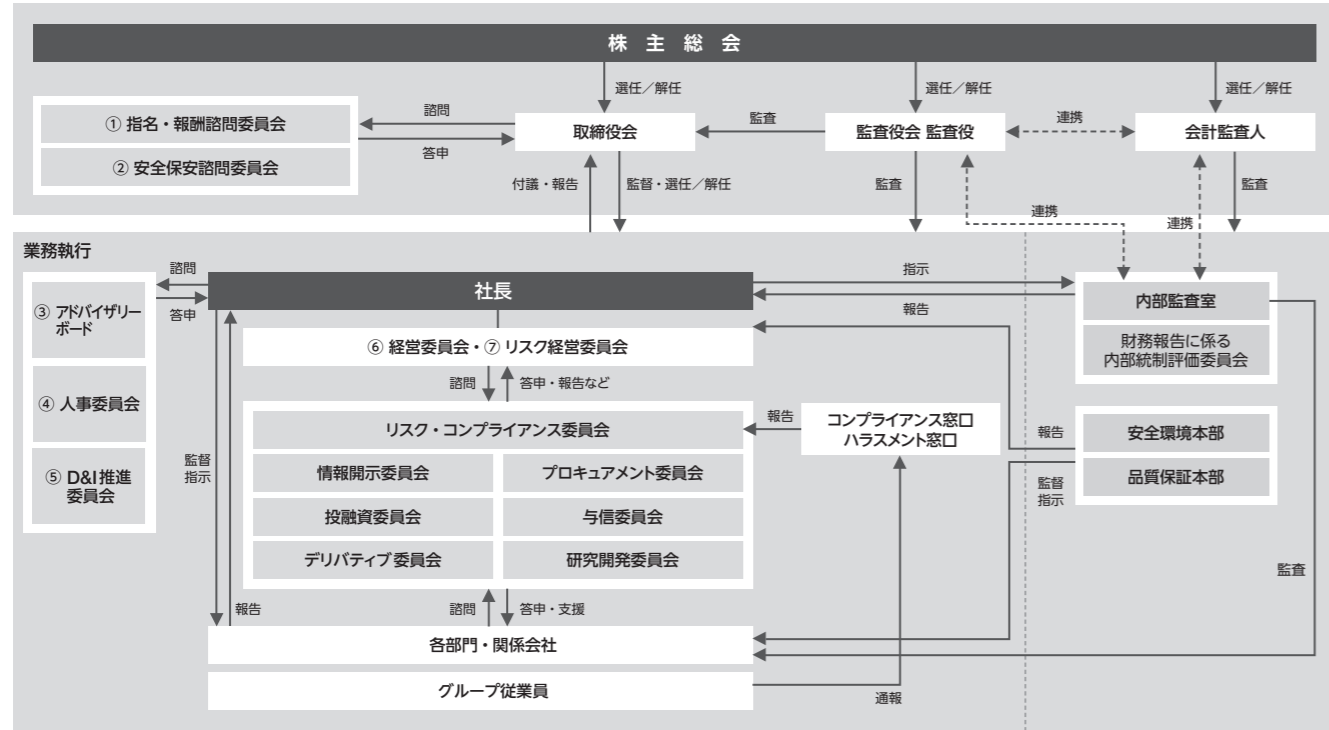 株主総会
選任／解任
選任／解任
選任／解任
① 指名・報酬諮問委員会
② 安全保安諮問委員会
諮問
答申
取締役会
監査
監査役会 監査役
連携
会計監査人
付議・報告
監督・選任／解任
監査
連携
連携
監査
業務執行
③ アドバイザリー
ボード
④ 人事委員会
⑤ D&I推進
委員会
諮問
答申
社長
指示
報告
内部監査室
財務報告に係る
内部統制評価委員会
⑥ 経営委員会・⑦ リスク経営委員会
諮問
答申・報告など
リスク・コンプライアンス委員会
情報開示委員会
プロキュアメント委員会
投融資委員会
与信委員会
デリバティブ委員会
研究開発委員会
報告
コンプライアンス窓口
ハラスメント窓口
報告
監督
指示
安全環境本部
品質保証本部
監督
指示
報告
諮問
答申・支援
監査
各部門・関係会社
グループ従業員
通報